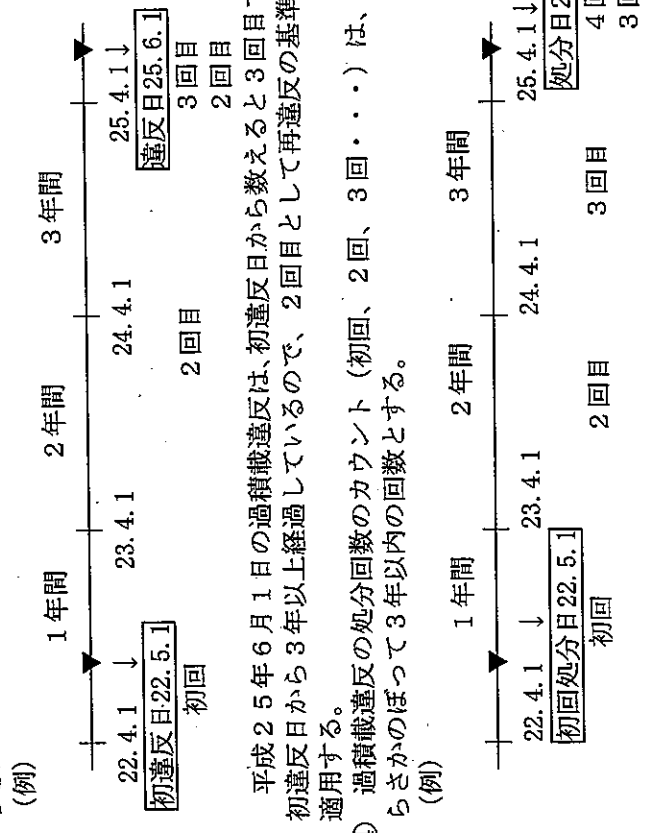 (例)
1年間 2年間 3年間
22.4.1 ↓ 23.4.1 24.4.1 25.4.1↓
初違反日22.5.1 違反日25.6.1
初回 2回目 3回目
2回目
平成25年6月1日の過積載違反は、初違反日から数えると3回目
初違反日から3年以上経過しているので、2回目として再違反の基準
適用する。
過積載違反の処分回数のカウント(初回、2回、3回・・・)は、
らさかのぼって3年以内の回数とする。
(例)
1年間 2年間 3年間
22.4.1 ↓ 23.4.1 24.4.1 25.4.1↓
初回処分日22.5.1 処分日2
初回 2回目 3回目 4
3